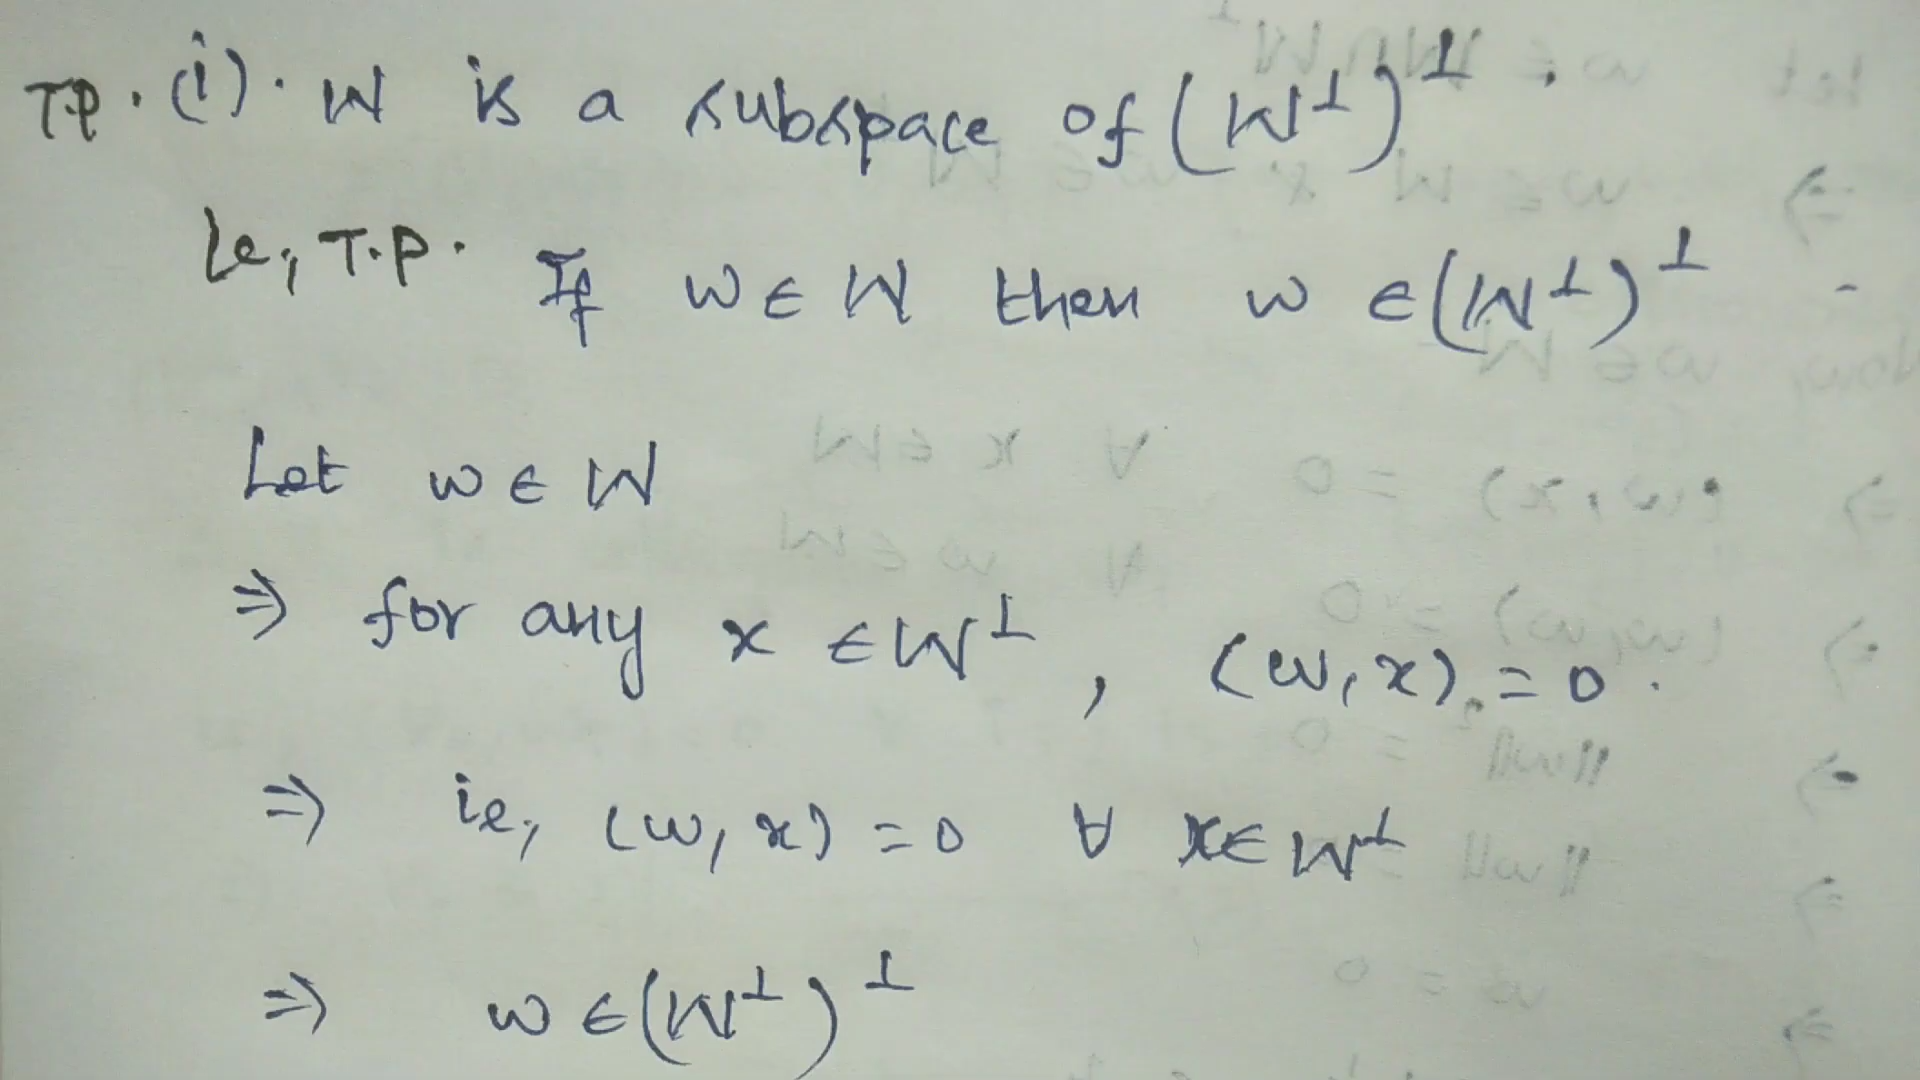 T.P. (i). W is a subspace of (W⊥)⊥.
ie, T.P. If w ∈ W then w ∈ (W⊥)⊥
Let w ∈ W
⇒ for any x ∈ W⊥, (w, x) = 0.
⇒ ie, (w, x) = 0 ∀ x ∈ W⊥
⇒ w ∈ (W⊥)⊥